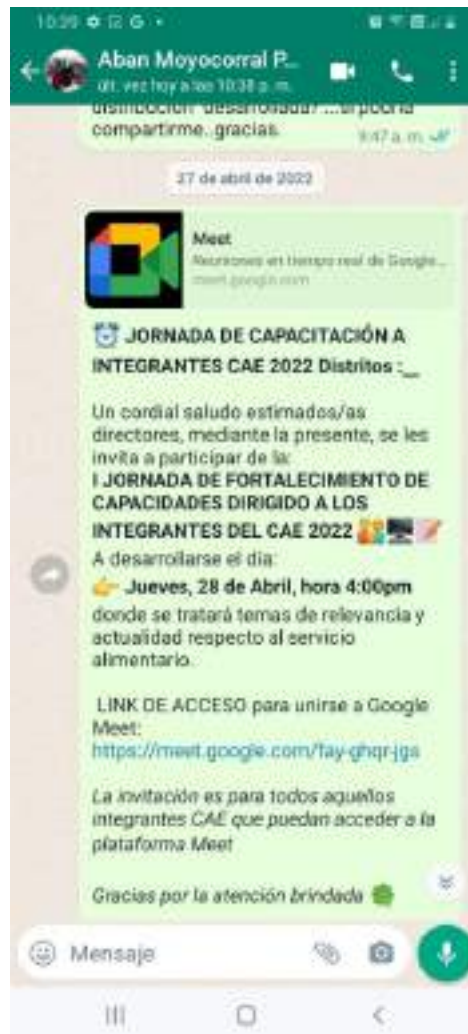 10:39
Aban Moyocorral P...
últ. vez hoy a las 10:38 p. m.
distribución desarrollada? ...si podría
compartirme. gracias.
9:47 a. m.
27 de abril de 2022
Meet
Reuniones en tiempo real de Google...
meet.google.com
JORNADA DE CAPACITACIÓN A
INTEGRANTES CAE 2022 Distritos :__
Un cordial saludo estimados/as
directores, mediante la presente, se les
invita a participar de la:
I JORNADA DE FORTALECIMIENTO DE
CAPACIDADES DIRIGIDO A LOS
INTEGRANTES DEL CAE 2022
A desarrollarse el día:
Jueves, 28 de Abril, hora 4:00pm
donde se tratará temas de relevancia y
actualidad respecto al servicio
alimentario.
LINK DE ACCESO para unirse a Google
Meet:
https://meet.google.com/fay-ghqr-jgs
La invitación es para todos aquellos
integrantes CAE que puedan acceder a la
plataforma Meet
Gracias por la atención brindada
Mensaje